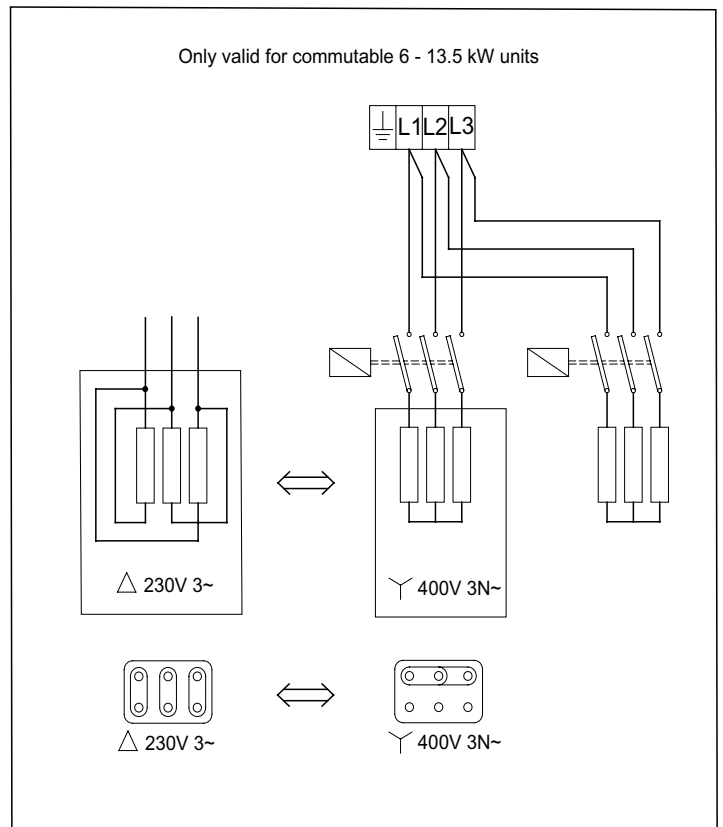 Only valid for commutable 6 - 13.5 kW units
L1 L2 L3
△ 230V 3~
Y 400V 3N~
△ 230V 3~
Y 400V 3N~